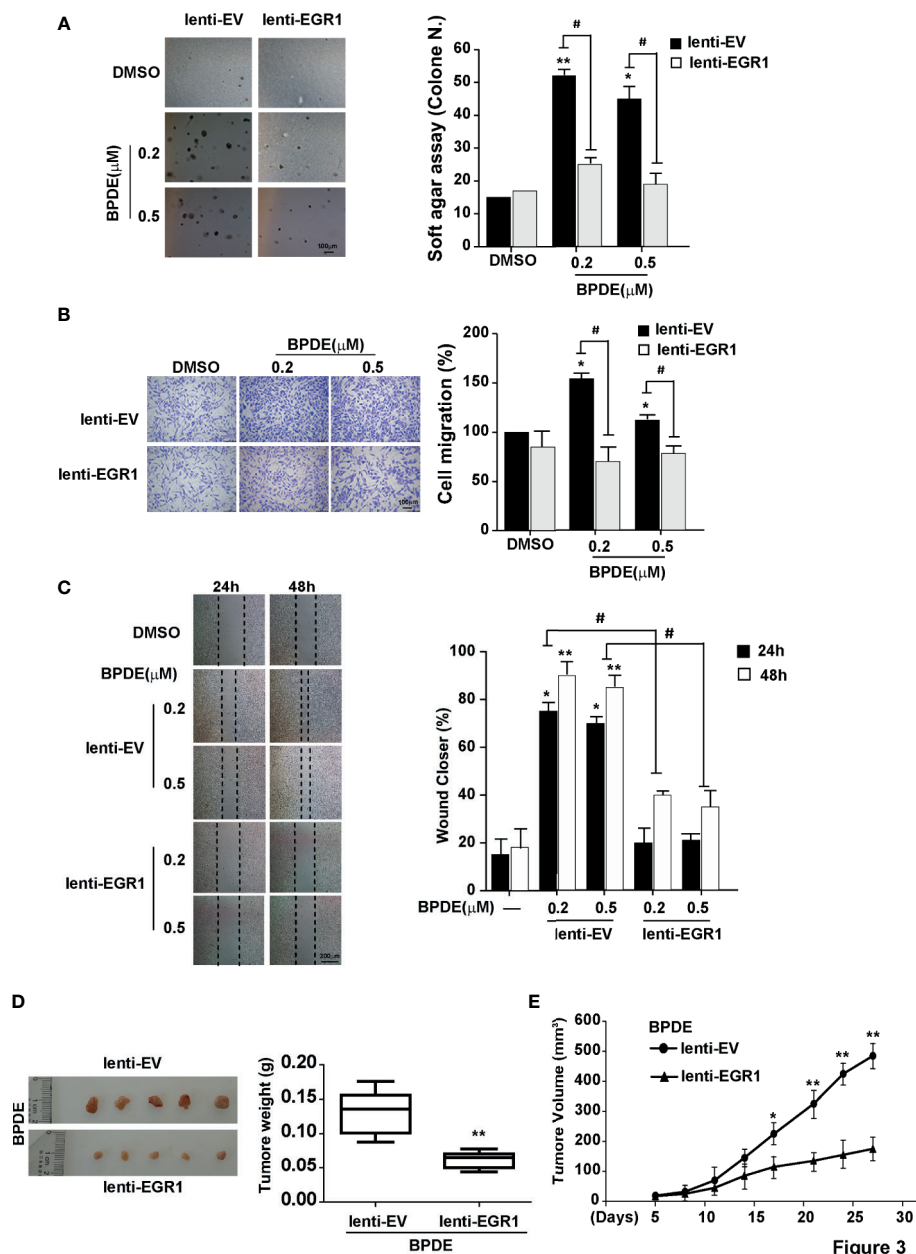 A
lenti-EV
lenti-EGR1
DMSO
BPDE(μM)
0.2
0.5
100μm
Soft agar assay (Colone N.)
60
50
40
30
20
10
0
#
#
**
*
lenti-EV
lenti-EGR1
DMSO
0.2
0.5
BPDE(μM)
B
BPDE(μM)
DMSO
0.2
0.5
lenti-EV
lenti-EGR1
100μm
Cell migration (%)
200
150
100
50
0
#
#
*
*
lenti-EV
lenti-EGR1
DMSO
0.2
0.5
BPDE(μM)
C
24h
48h
DMSO
BPDE(μM)
0.2
lenti-EV
0.5
0.2
lenti-EGR1
0.5
200μm
Wound Closer (%)
100
80
60
40
20
0
#
#
*
**
*
**
24h
48h
BPDE(μM)
—
0.2
0.5
0.2
0.5
lenti-EV
lenti-EGR1
D
lenti-EV
BPDE
0
1 cm
2
0
1 cm
2
lenti-EGR1
Tumore weight (g)
0.20
0.15
0.10
0.05
0.00
**
lenti-EV
lenti-EGR1
BPDE
E
Tumore Volume (mm³)
600
500
400
300
200
100
0
BPDE
lenti-EV
lenti-EGR1
*
**
**
**
(Days)
5
10
15
20
25
30
Figure 3